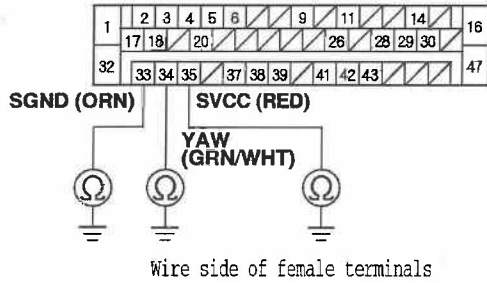 1 2 3 4 5 6 9 11 14 16
17 18 20 26 28 29 30
32 33 34 35 37 38 39 41 42 43 47
SGND (ORN) SVCC (RED)
YAW
(GRN/WHT)
Ω Ω Ω
Wire side of female terminals